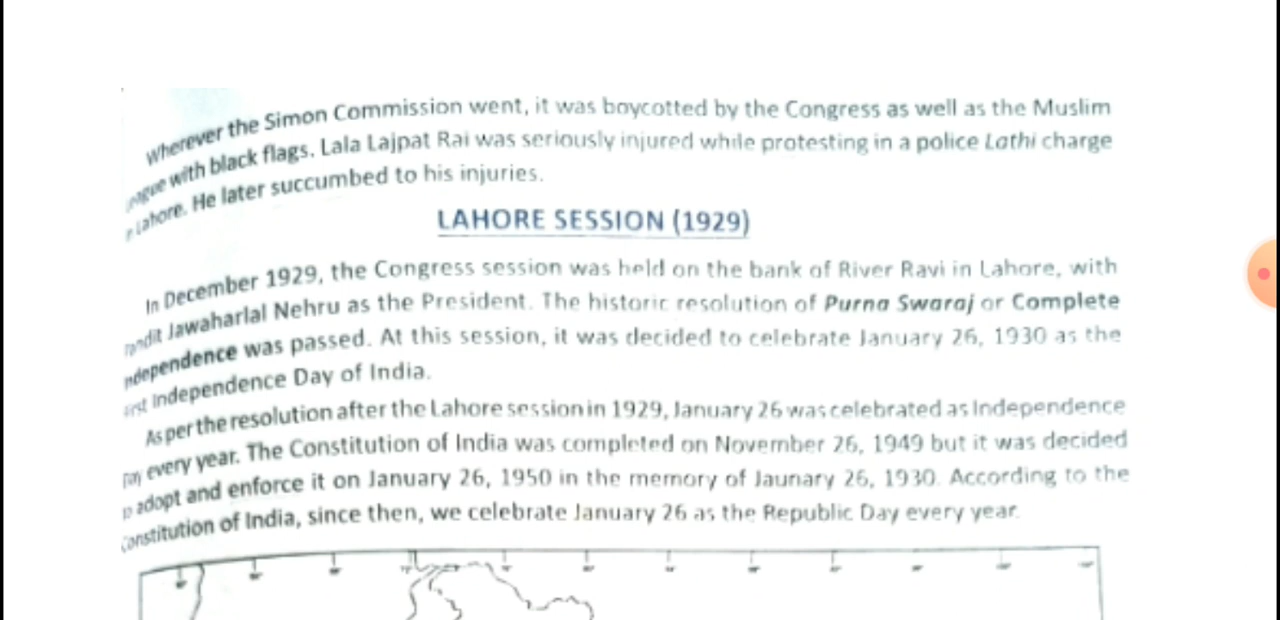 Wherever the Simon Commission went, it was boycotted by the Congress as well as the Muslim
with black flags. Lala Lajpat Rai was seriously injured while protesting in a police Lathi charge
Lahore. He later succumbed to his injuries.
LAHORE SESSION (1929)
In December 1929, the Congress session was held on the bank of River Ravi in Lahore, with
Jawaharlal Nehru as the President. The historic resolution of Purna Swaraj or Complete
ndependence was passed. At this session, it was decided to celebrate January 26, 1930 as the
Independence Day of India.
As per the resolution after the Lahore session in 1929, January 26 was celebrated as Independence
every year. The Constitution of India was completed on November 26, 1949 but it was decided
adopt and enforce it on January 26, 1950 in the memory of Jaunary 26, 1930. According to the
onstitution of India, since then, we celebrate January 26 as the Republic Day every year.